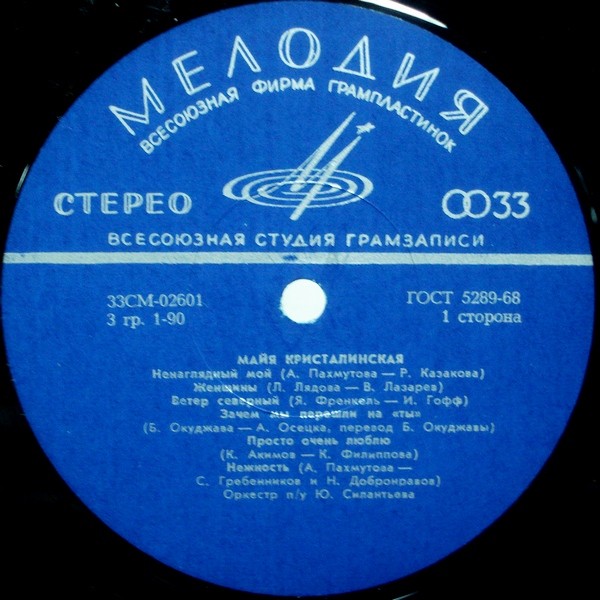 МЕЛОДИЯ
ВСЕСОЮЗНАЯ ФИРМА ГРАМПЛАСТИНОК
СТЕРЕО
33
ВСЕСОЮЗНАЯ СТУДИЯ ГРАМЗАПИСИ
33СМ-02601 ГОСТ 5289-68
3 гр. 1-90 1 сторона
МАЙЯ КРИСТАЛИНСКАЯ
Ненаглядный мой (А. Пахмутова — Р. Казакова)
Женщины (Л. Лядова — В. Лазарев)
Ветер северный (Я. Френкель — И. Гофф)
Зачем мы перешли на «ты»
(Б. Окуджава — А. Осецка, перевод Б. Окуджавы)
Просто очень люблю
(К. Акимов — К. Филиппова)
Нежность (А. Пахмутова —
С. Гребенников и Н. Добронравов)
Оркестр п/у Ю. Силантьева